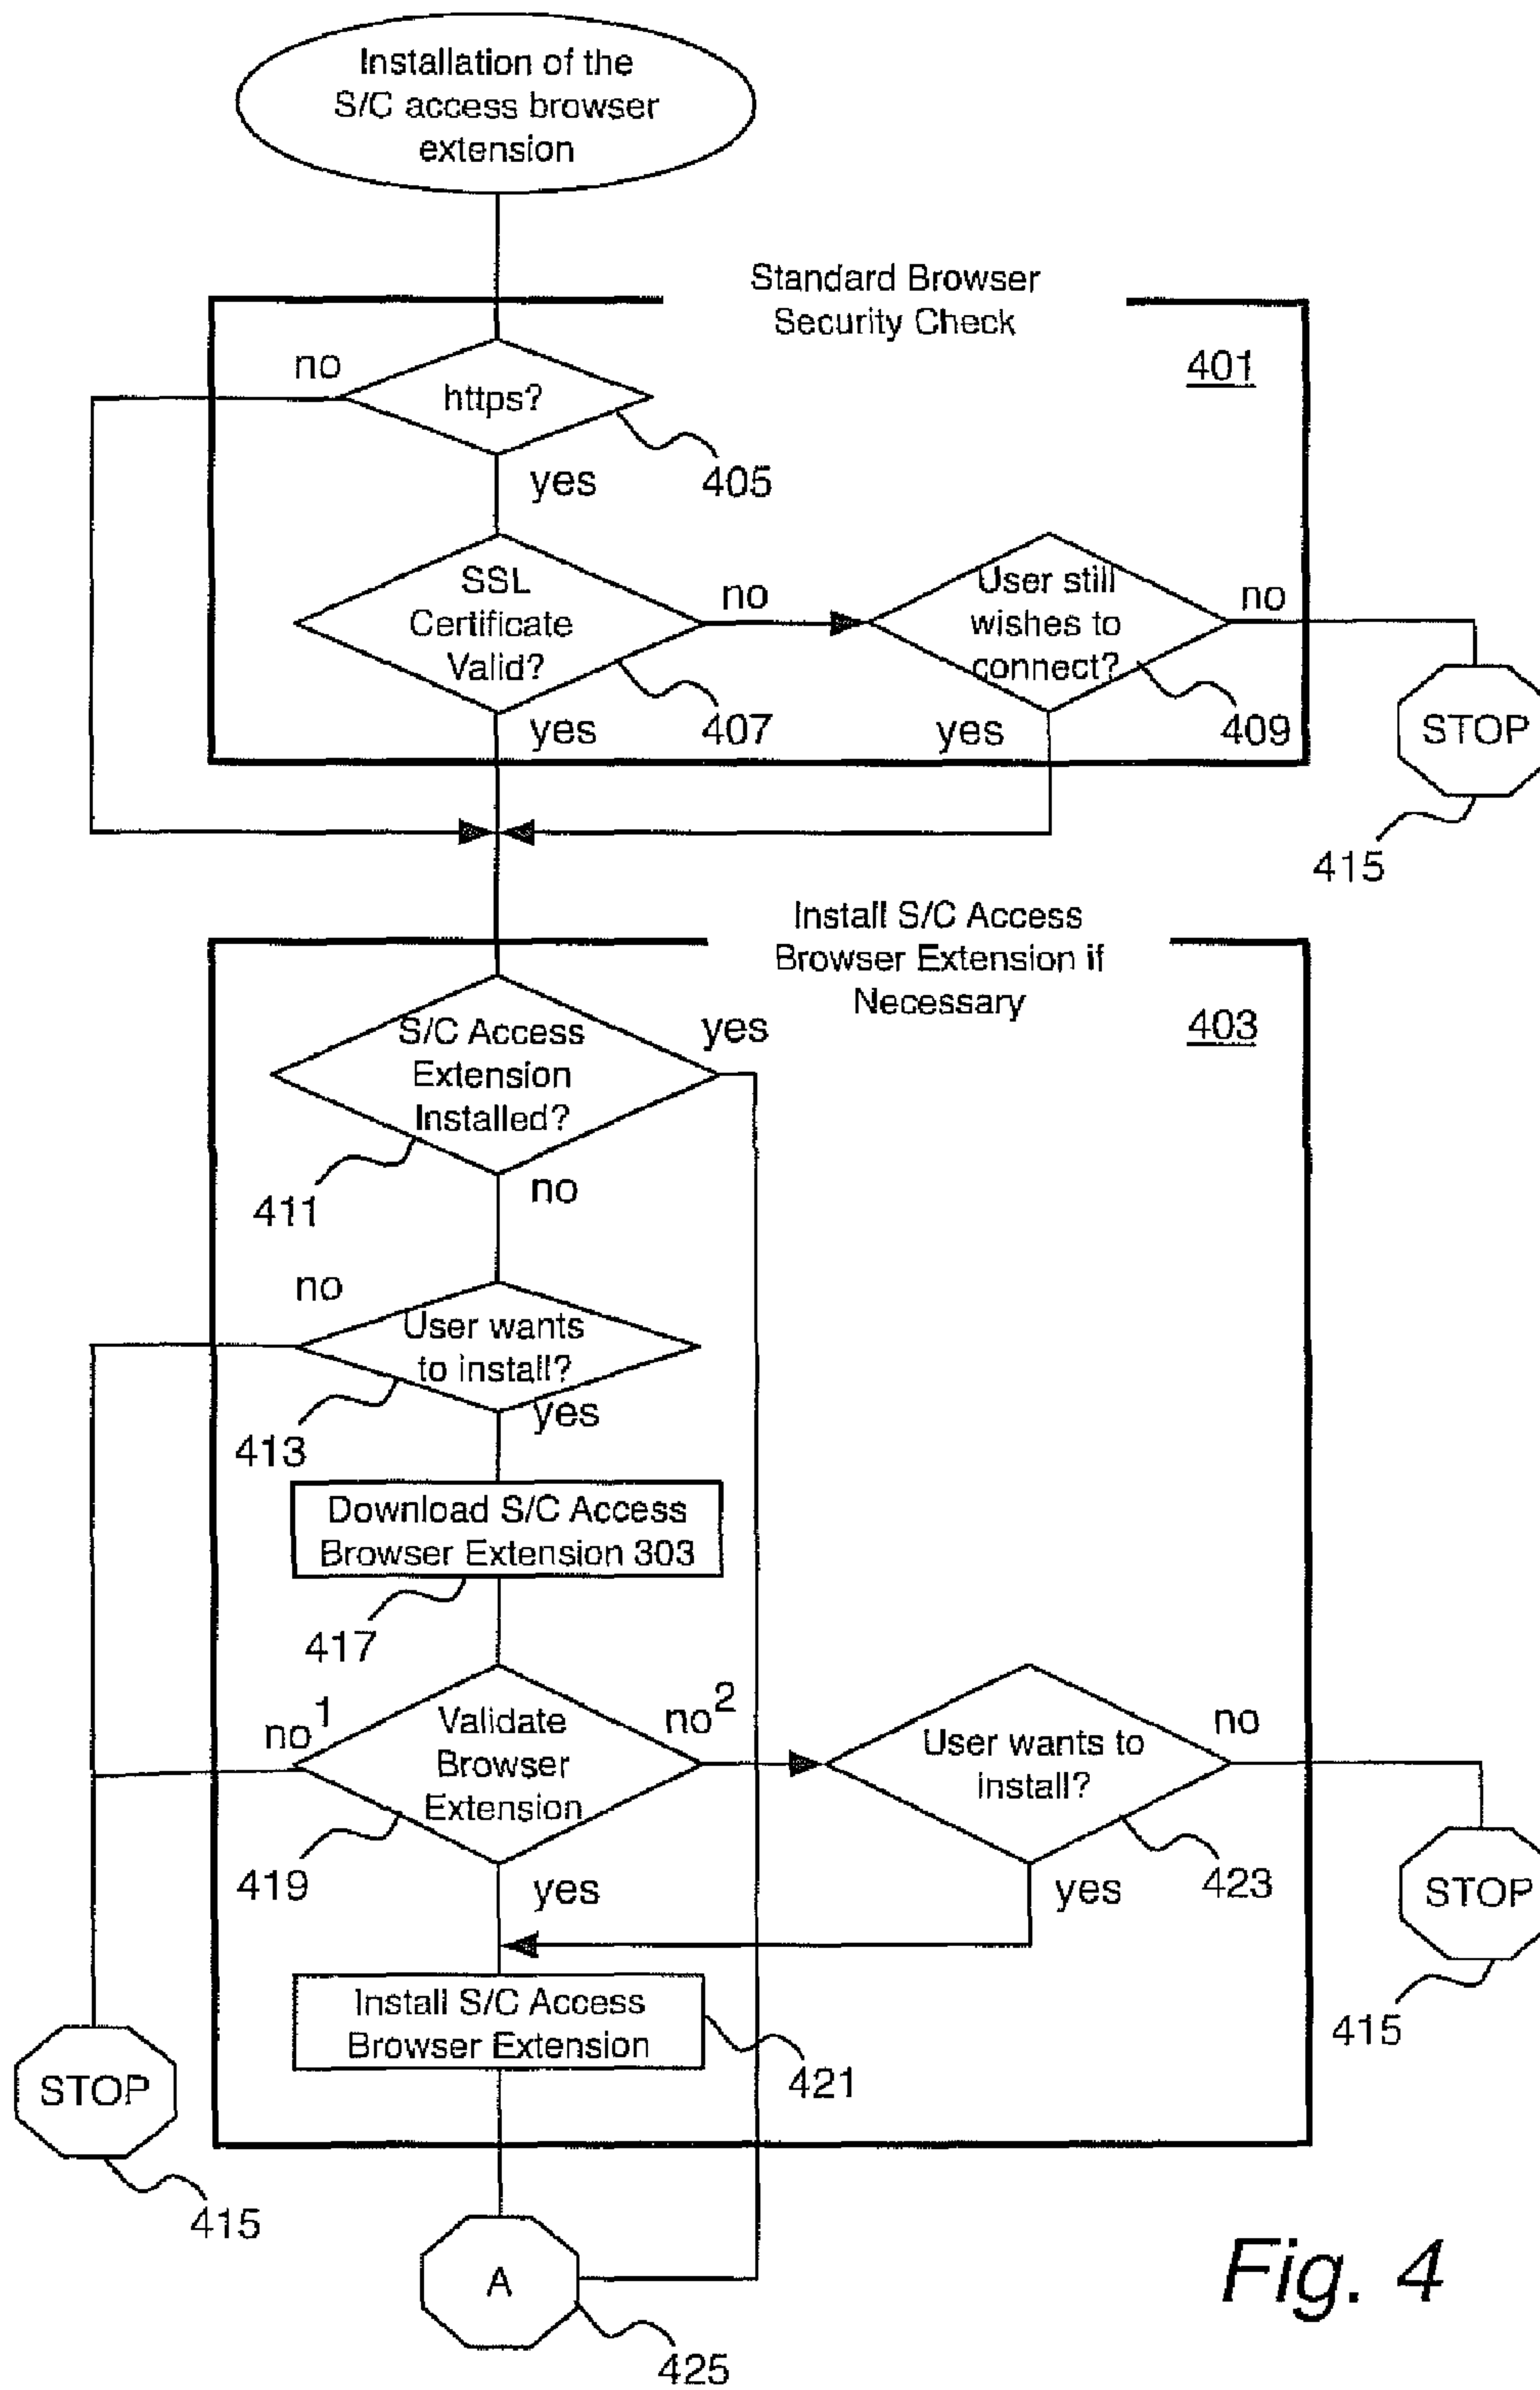 Installation of the
S/C access browser
extension
Standard Browser
Security Check
401
no
https?
405
yes
SSL
Certificate
Valid?
no
User still
wishes to
connect?
no
407
409
yes
yes
STOP
415
Install S/C Access
Browser Extension if
Necessary
403
S/C Access
Extension
Installed?
yes
411
no
no
User wants
to install?
413
yes
Download S/C Access
Browser Extension 303
417
no1
Validate
Browser
Extension
no2
User wants to
install?
no
419
yes
yes
423
STOP
415
Install S/C Access
Browser Extension
421
STOP
415
A
425
Fig. 4